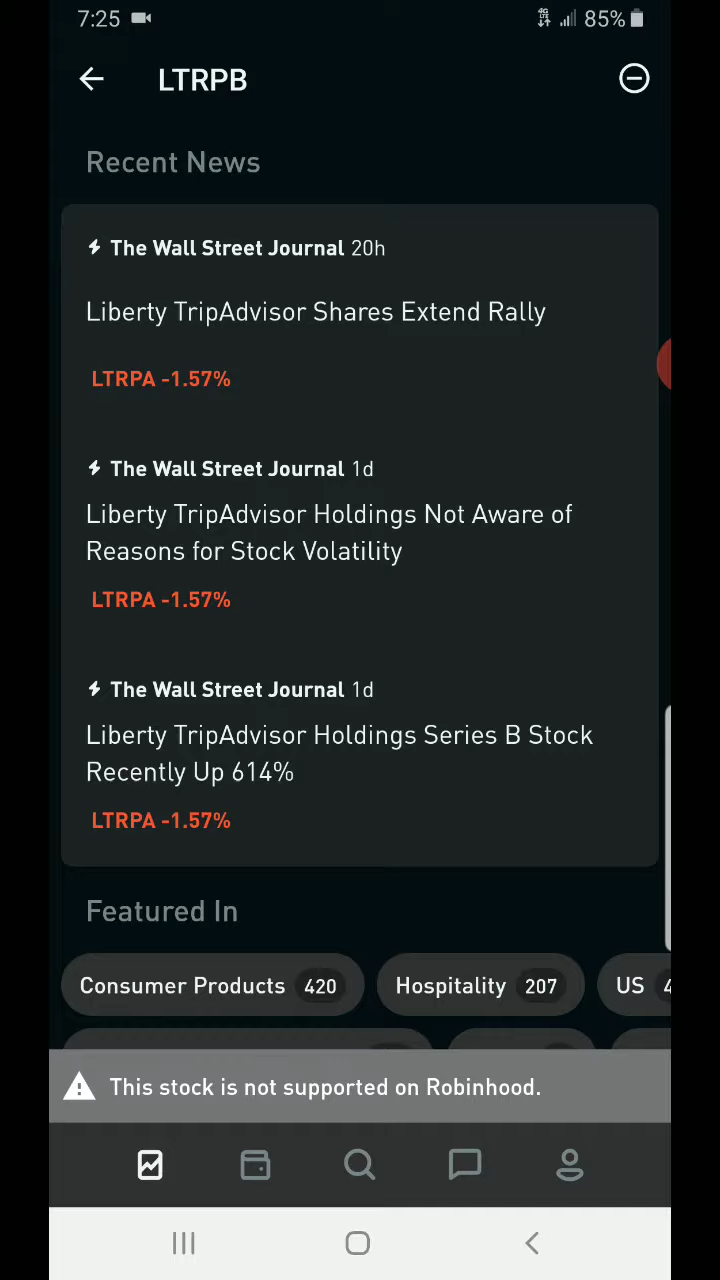 7:25 85%
LTRPB
Recent News
The Wall Street Journal 20h
Liberty TripAdvisor Shares Extend Rally
LTRPA -1.57%
The Wall Street Journal 1d
Liberty TripAdvisor Holdings Not Aware of
Reasons for Stock Volatility
LTRPA -1.57%
The Wall Street Journal 1d
Liberty TripAdvisor Holdings Series B Stock
Recently Up 614%
LTRPA -1.57%
Featured In
Consumer Products 420 Hospitality 207 US
This stock is not supported on Robinhood.